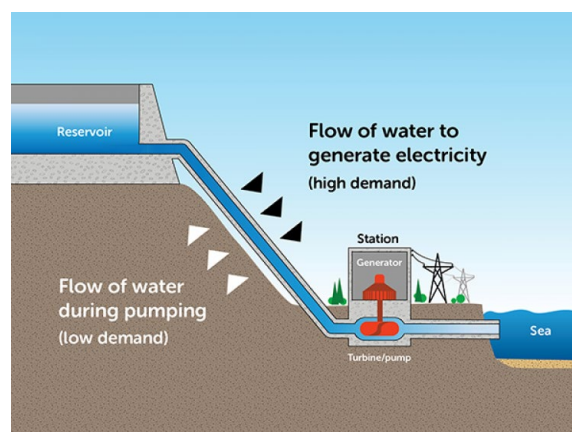 Reservoir
Flow of water to
generate electricity
(high demand)
Station
Generator
Flow of water
during pumping
(low demand)
Sea
Turbine/pump